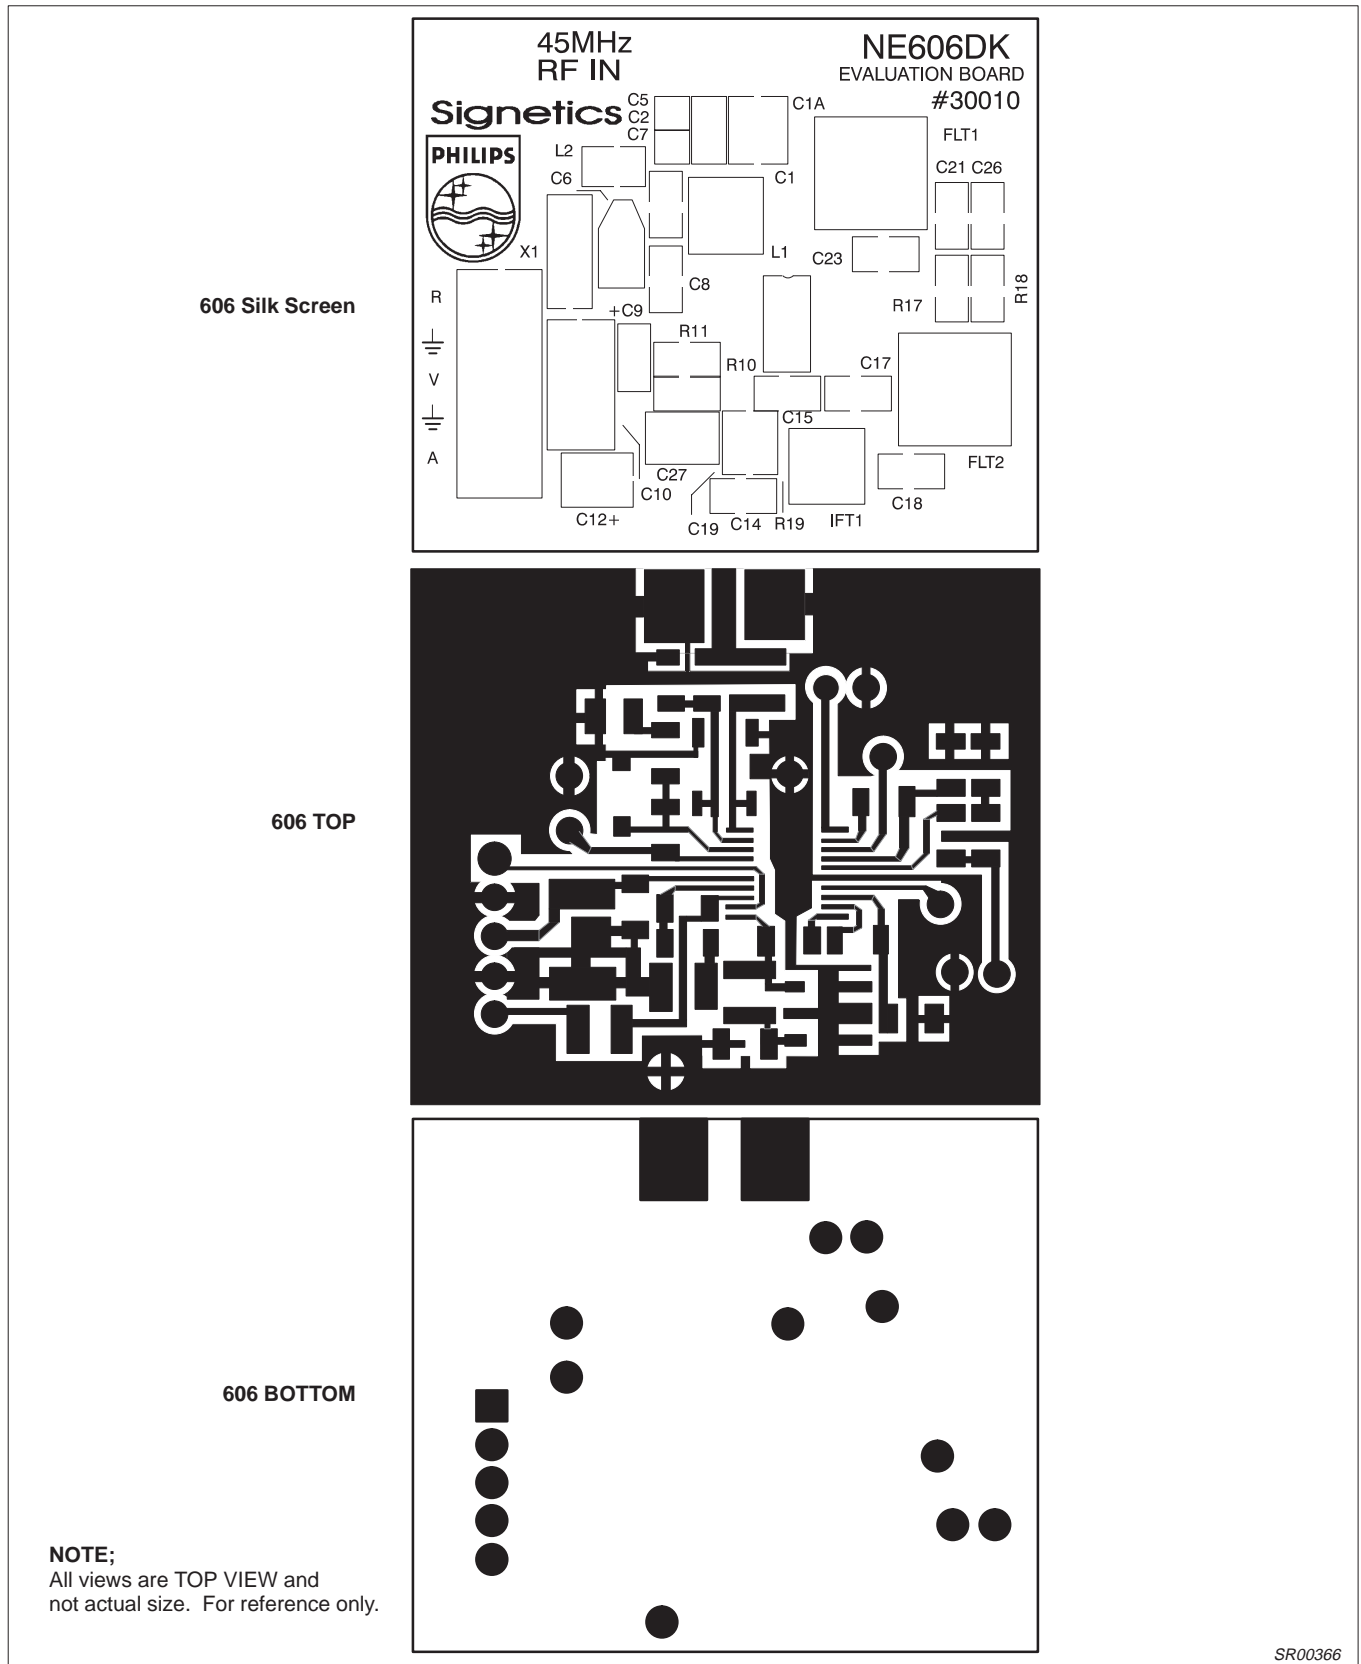 45MHz
RF IN
NE606DK
EVALUATION BOARD
#30010
Signetics
PHILIPS
C5
C2
C7
C1A
FLT1
L2
C6
C1
C21 C26
X1
L1
C23
C8
R
R17
R18
606 Silk Screen
+C9
R11
R10
C17
V
C15
A
C27
C10
FLT2
C12+
C19
C14
R19
IFT1
C18
606 TOP
606 BOTTOM
NOTE;
All views are TOP VIEW and
not actual size. For reference only.
SR00366